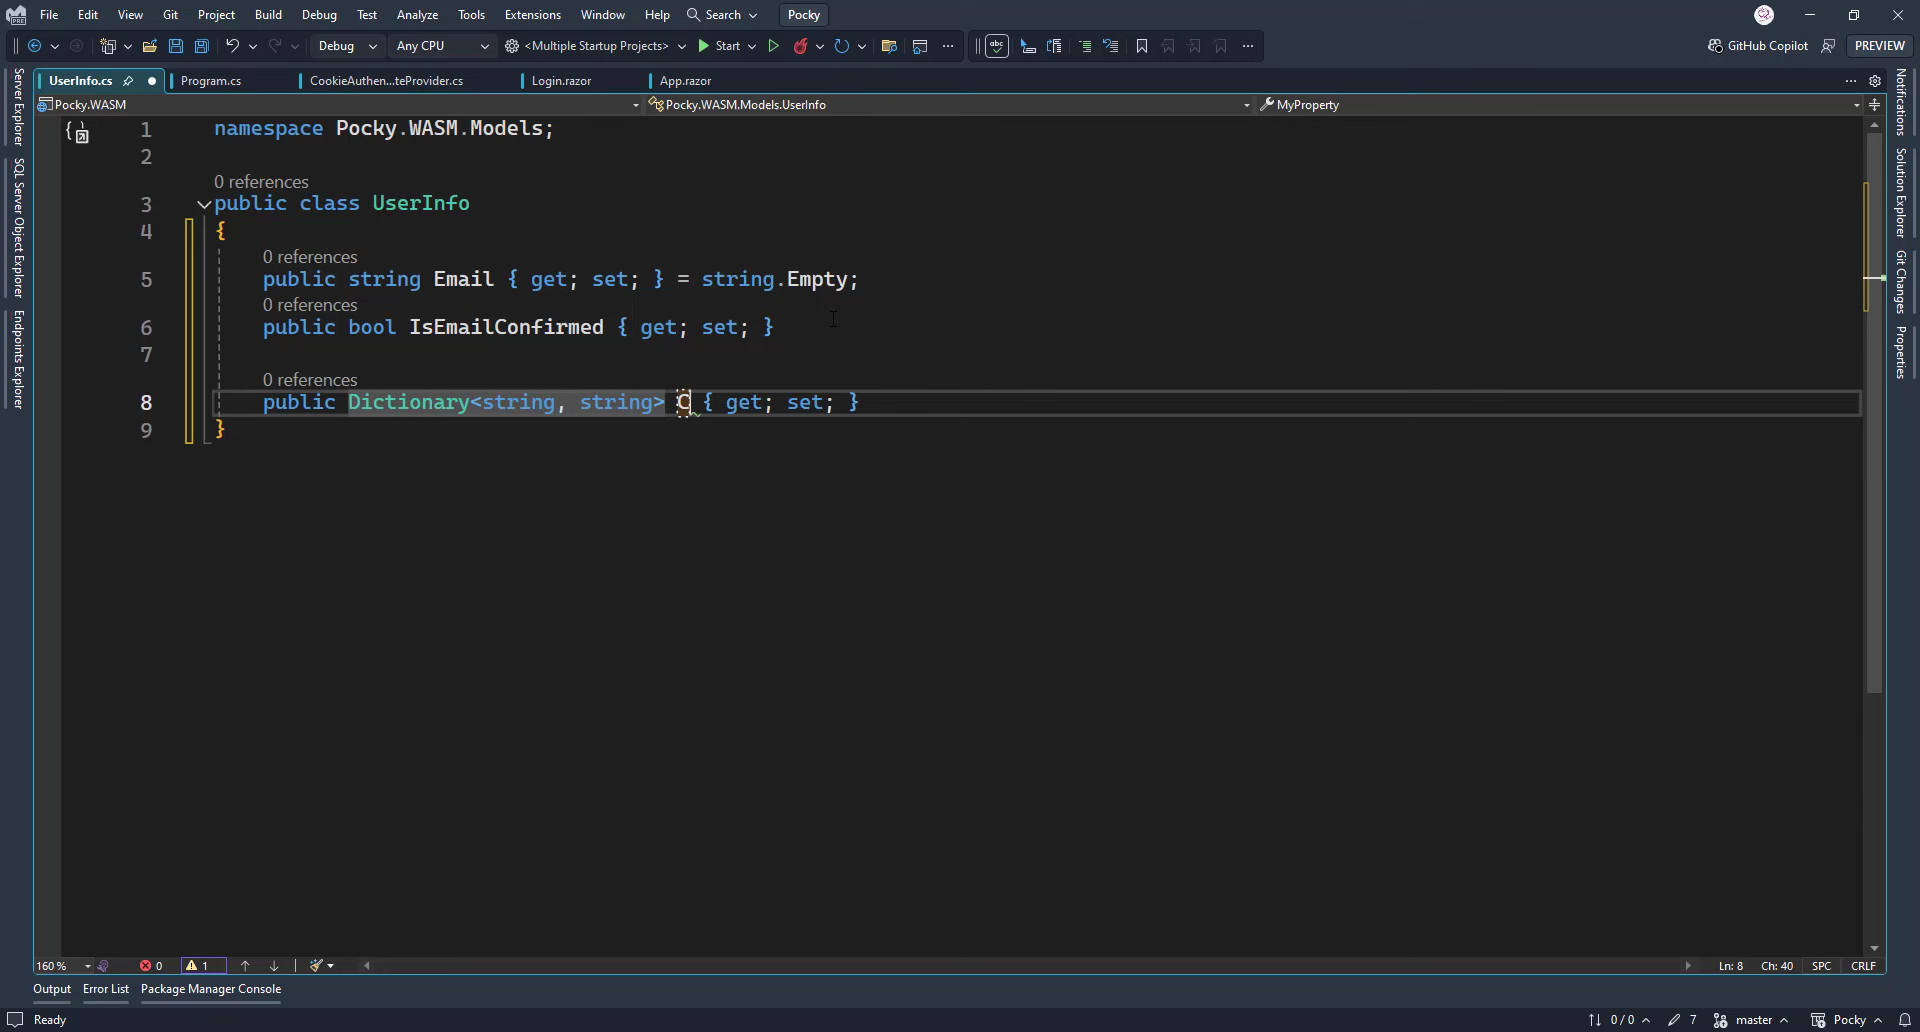 File Edit View Git Project Build Debug Test Analyze Tools Extensions Window Help Search Pocky
Debug Any CPU <Multiple Startup Projects> Start GitHub Copilot PREVIEW
UserInfo.cs Program.cs CookieAuthen...teProvider.cs Login.razor App.razor
Pocky.WASM Pocky.WASM.Models.UserInfo MyProperty
Server Explorer
SQL Server Object Explorer
Endpoints Explorer
1 namespace Pocky.WASM.Models;
2
0 references
3 public class UserInfo
4 {
0 references
5 public string Email { get; set; } = string.Empty;
0 references
6 public bool IsEmailConfirmed { get; set; }
7
0 references
8 public Dictionary<string, string> C { get; set; }
9 }
Notifications
Solution Explorer
Git Changes
Properties
160 % 0 1 Ln: 8 Ch: 40 SPC CRLF
Output Error List Package Manager Console
Ready 0 / 0 7 master Pocky